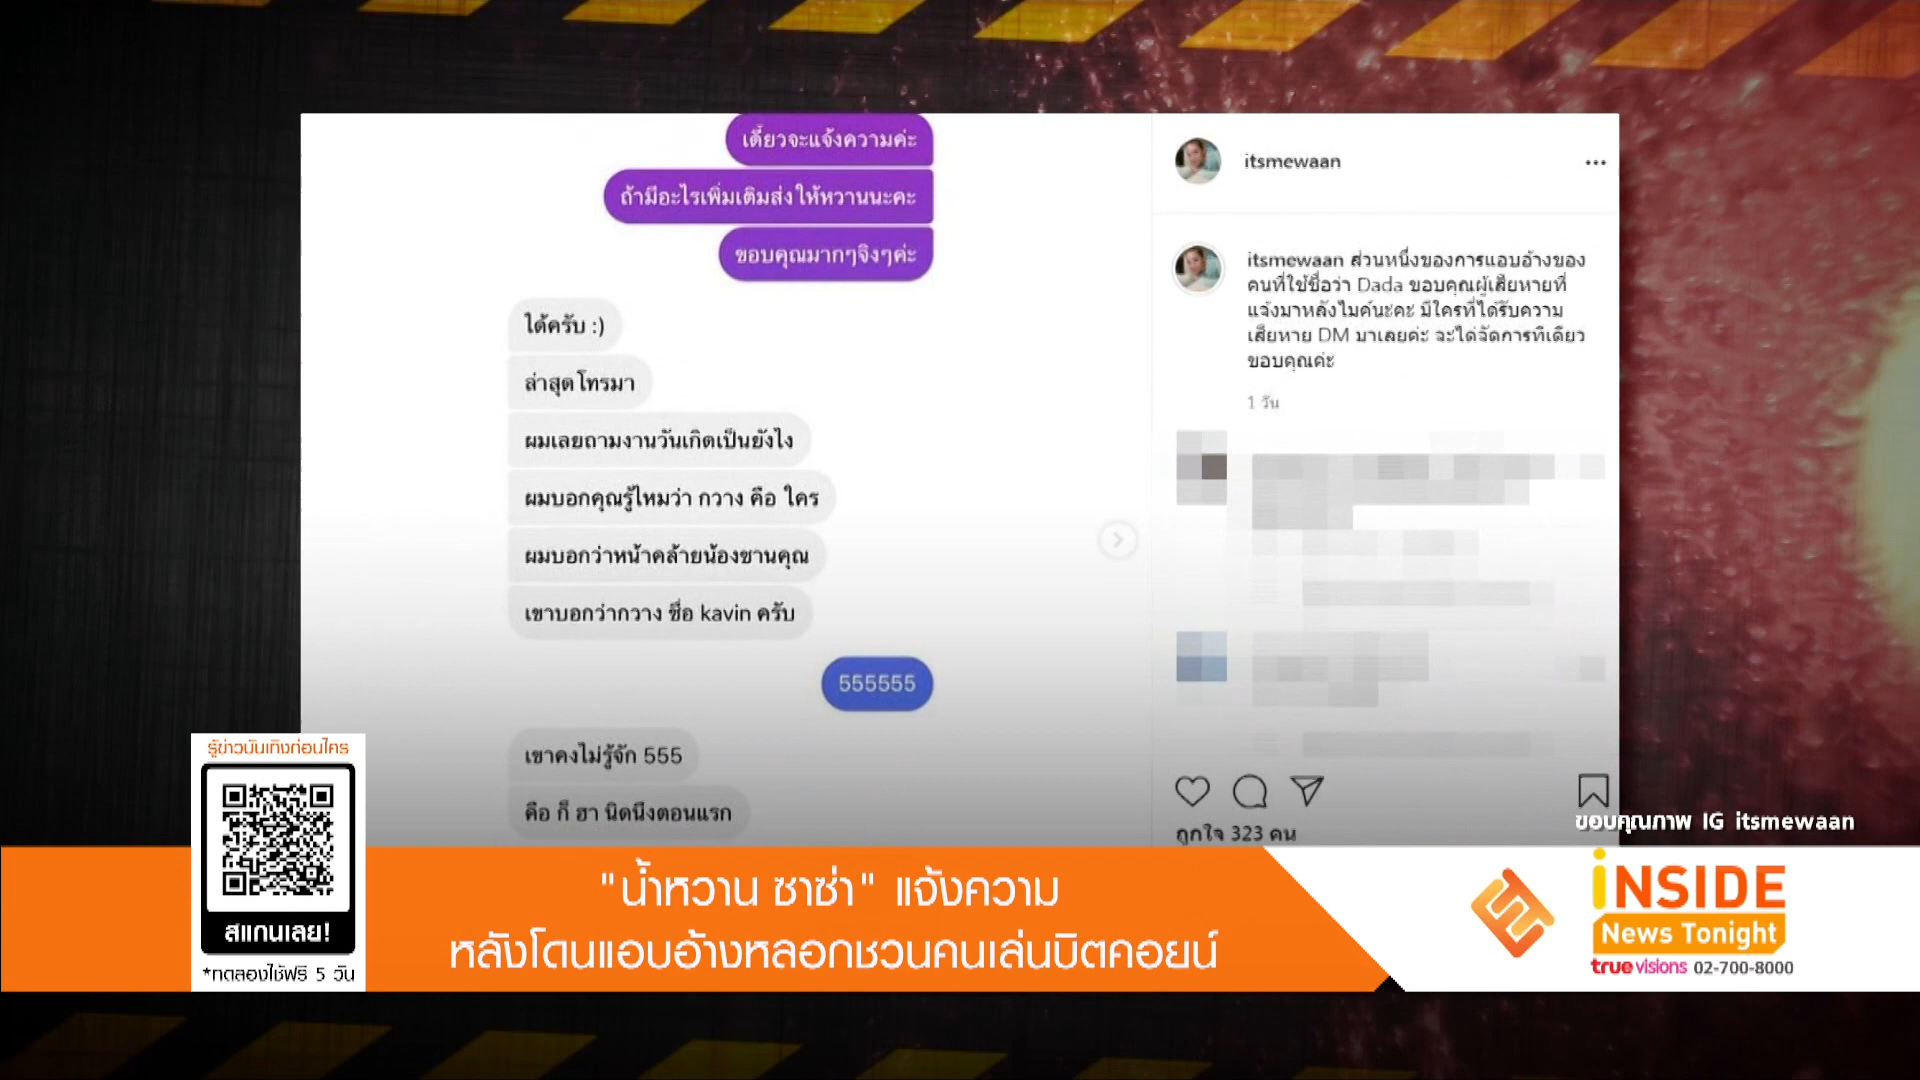 เดี๋ยวจะแจ้งความค่ะ
ถ้ามีอะไรเพิ่มเติมส่งให้หวานนะคะ
ขอบคุณมากๆจิงๆค่ะ
ได้ครับ :)
ล่าสุดโทรมา
ผมเลยถามงานวันเกิดเป็นยังไง
ผมบอกคุณรู้ไหมว่า กวาง คือ ใคร
ผมบอกว่าหน้าคล้ายน้องซานคุณ
เขาบอกว่ากวาง ชื่อ kavin ครับ
555555
เขาคงไม่รู้จัก 555
คือ ก็ ฮา นิดนึงตอนแรก
itsmewaan
...
itsmewaan ส่วนหนึ่งของการแอบอ้างของ
คนที่ใช้ชื่อว่า Dada ขอบคุณผู้เสียหายที่
แจ้งมาหลังไมค์นะคะ มีใครที่ได้รับความ
เสียหาย DM มาเลยค่ะ จะได้จัดการทีเดียว
ขอบคุณค่ะ
1 วัน
ถูกใจ 323 คน
ขอบคุณภาพ IG itsmewaan
รู้ข่าวบันเทิงก่อนใคร
สแกนเลย!
*ทดลองใช้ฟรี 5 วัน
"น้ำหวาน ซาซ่า" แจ้งความ
หลังโดนแอบอ้างหลอกชวนคนเล่นบิตคอยน์
iNSIDE
News Tonight
truevisions 02-700-8000